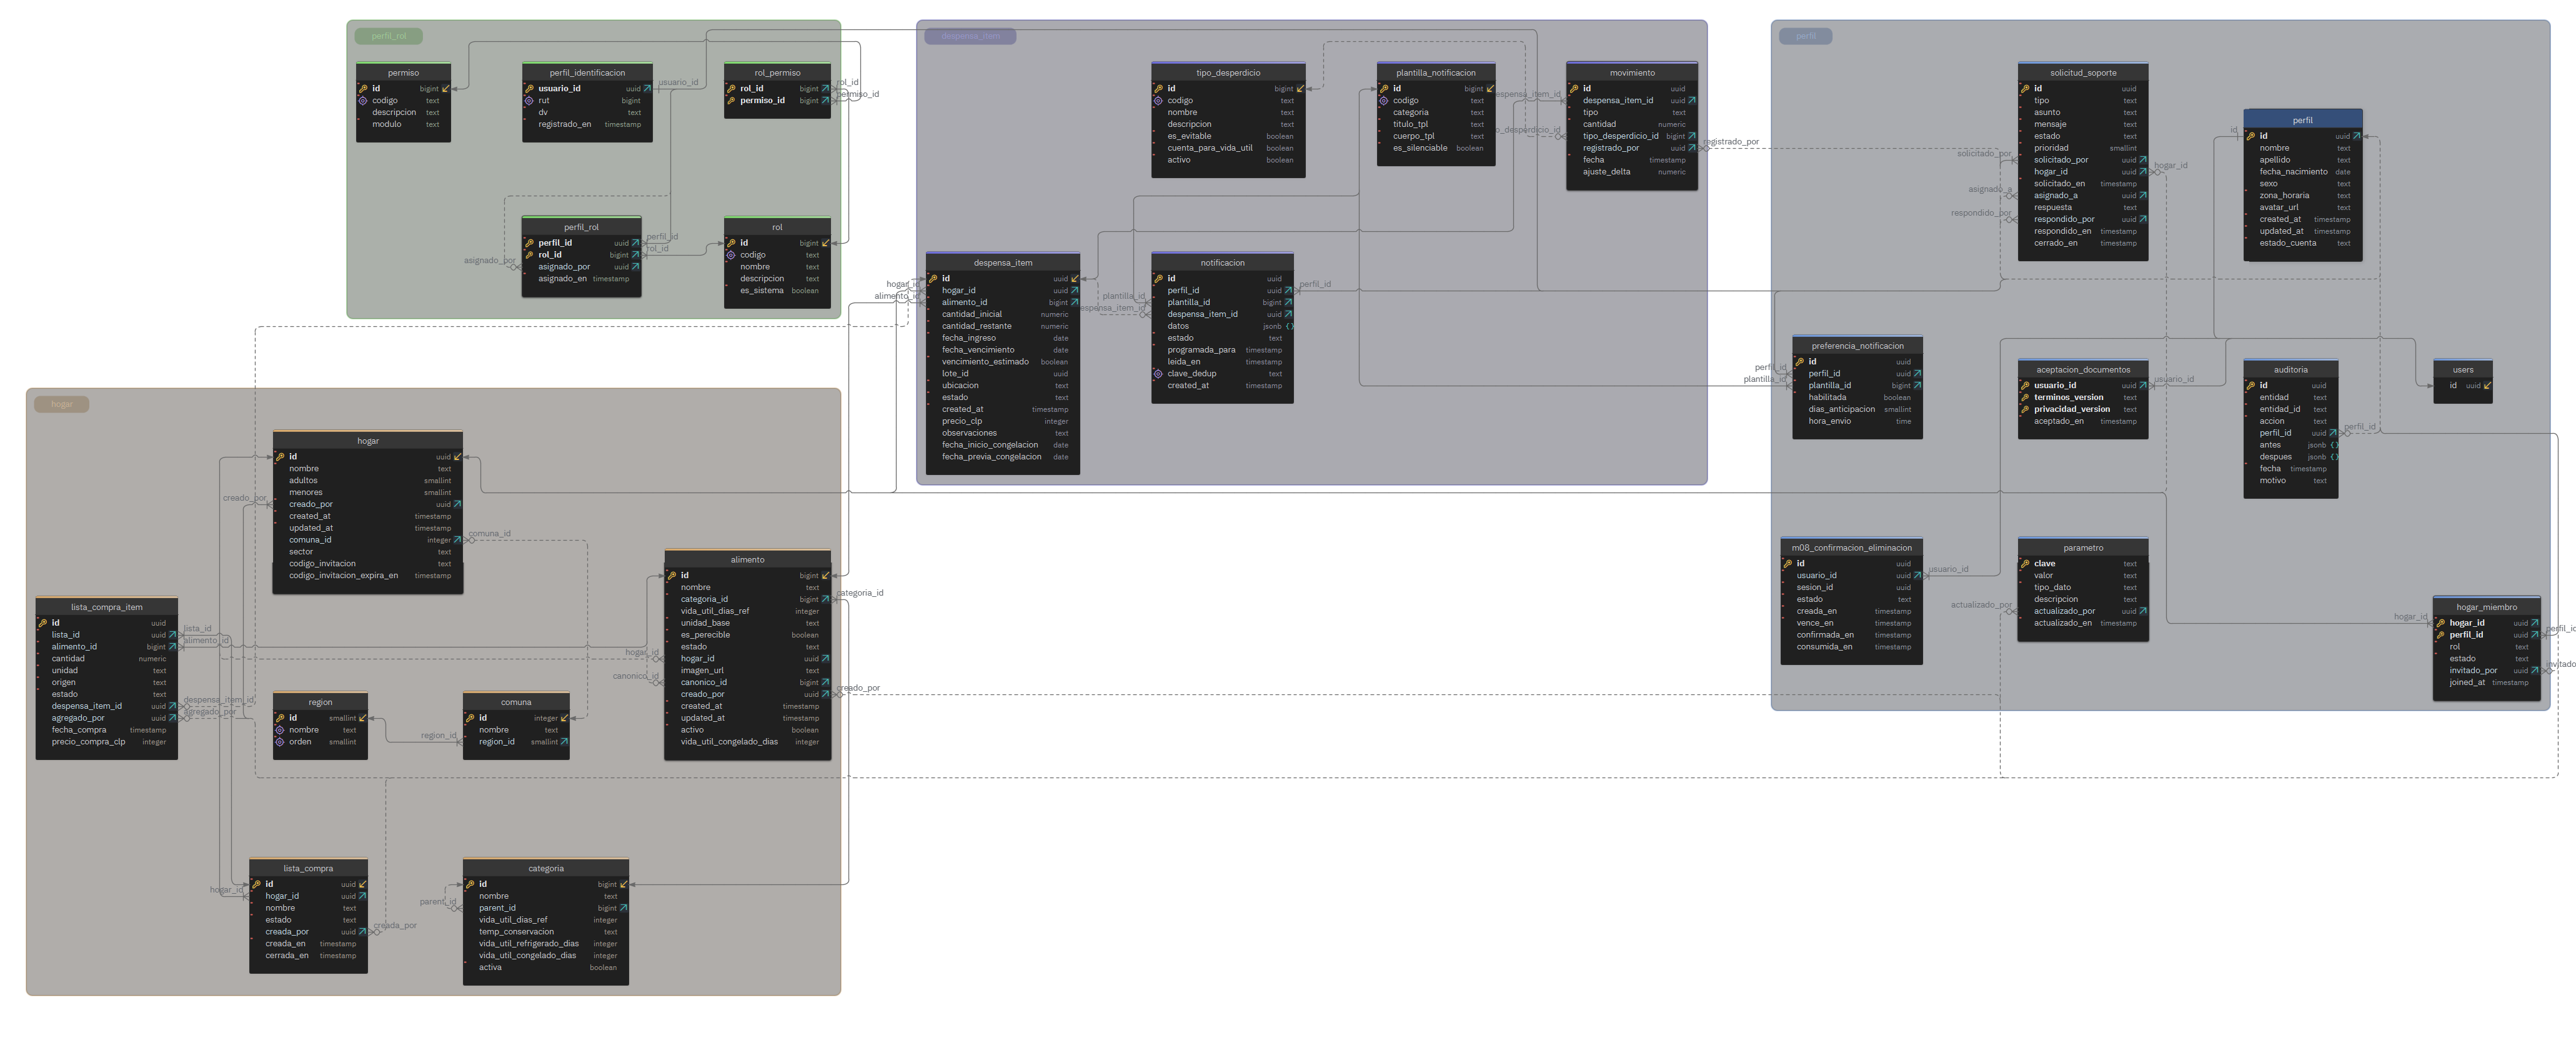 perfil_rol
permiso
id bigint
codigo text
descripcion text
modulo text
perfil_identificacion
usuario_id uuid
rut bigint
dv text
registrado_en timestamp
usuario_id
rol_permiso
rol_id bigint
permiso_id bigint
rol_id
permiso_id
perfil_rol
perfil_id uuid
rol_id bigint
asignado_por uuid
asignado_en timestamp
perfil_id
rol_id
asignado_por
rol
id bigint
codigo text
nombre text
descripcion text
es_sistema boolean
despensa_item
tipo_desperdicio
id bigint
codigo text
nombre text
descripcion text
es_evitable boolean
cuenta_para_vida_util boolean
activo boolean
plantilla_notificacion
id bigint
codigo text
categoria text
titulo_tpl text
cuerpo_tpl text
es_silenciable boolean
movimiento
id uuid
despensa_item_id uuid
tipo text
cantidad numeric
tipo_desperdicio_id bigint
registrado_por uuid
fecha timestamp
ajuste_delta numeric
espensa_item_id
o_desperdicio_id
registrado_por
despensa_item
id uuid
hogar_id uuid
alimento_id bigint
cantidad_inicial numeric
cantidad_restante numeric
fecha_ingreso date
fecha_vencimiento date
vencimiento_estimado boolean
lote_id uuid
ubicacion text
estado text
created_at timestamp
precio_clp integer
observaciones text
fecha_inicio_congelacion date
fecha_previa_congelacion date
hogar_id
alimento_id
notificacion
id uuid
perfil_id uuid
plantilla_id bigint
despensa_item_id uuid
datos jsonb {}
estado text
programada_para timestamp
leida_en timestamp
clave_dedup text
created_at timestamp
perfil_id
plantilla_id
espensa_item_id
perfil
solicitud_soporte
id uuid
tipo text
asunto text
mensaje text
estado text
prioridad smallint
solicitado_por uuid
hogar_id uuid
solicitado_en timestamp
asignado_a uuid
respuesta text
respondido_por uuid
respondido_en timestamp
cerrado_en timestamp
solicitado_por
hogar_id
asignado_a
respondido_por
perfil
id uuid
nombre text
apellido text
fecha_nacimiento date
sexo text
zona_horaria text
avatar_url text
created_at timestamp
updated_at timestamp
estado_cuenta text
id
preferencia_notificacion
id uuid
perfil_id uuid
plantilla_id bigint
habilitada boolean
dias_anticipacion smallint
hora_envio time
perfil_id
plantilla_id
aceptacion_documentos
usuario_id uuid
terminos_version text
privacidad_version text
aceptado_en timestamp
usuario_id
auditoria
id uuid
entidad text
entidad_id text
accion text
perfil_id uuid
antes jsonb {}
despues jsonb {}
fecha timestamp
motivo text
perfil_id
users
id uuid
m08_confirmacion_eliminacion
id uuid
usuario_id uuid
sesion_id uuid
estado text
creada_en timestamp
vence_en timestamp
confirmada_en timestamp
consumida_en timestamp
usuario_id
parametro
clave text
valor text
tipo_dato text
descripcion text
actualizado_por uuid
actualizado_en timestamp
actualizado_por
hogar_miembro
hogar_id uuid
perfil_id uuid
rol text
estado text
invitado_por uuid
joined_at timestamp
hogar_id
perfil_id
invitado
hogar
hogar
id uuid
nombre text
adultos smallint
menores smallint
creado_por uuid
created_at timestamp
updated_at timestamp
comuna_id integer
sector text
codigo_invitacion text
codigo_invitacion_expira_en timestamp
creado_por
comuna_id
lista_compra_item
id uuid
lista_id uuid
alimento_id bigint
cantidad numeric
unidad text
origen text
estado text
despensa_item_id uuid
agregado_por uuid
fecha_compra timestamp
precio_compra_clp integer
lista_id
alimento_id
despensa_item_id
agregado_por
region
id smallint
nombre text
orden smallint
comuna
id integer
nombre text
region_id smallint
region_id
alimento
id bigint
nombre text
categoria_id bigint
vida_util_dias_ref integer
unidad_base text
es_perecible boolean
estado text
hogar_id uuid
imagen_url text
canonico_id bigint
creado_por uuid
created_at timestamp
updated_at timestamp
activo boolean
vida_util_congelado_dias integer
categoria_id
hogar_id
canonico_id
creado_por
lista_compra
id uuid
hogar_id uuid
nombre text
estado text
creada_por uuid
creada_en timestamp
cerrada_en timestamp
hogar_id
creada_por
categoria
id bigint
nombre text
parent_id bigint
vida_util_dias_ref integer
temp_conservacion text
vida_util_refrigerado_dias integer
vida_util_congelado_dias integer
activa boolean
parent_id